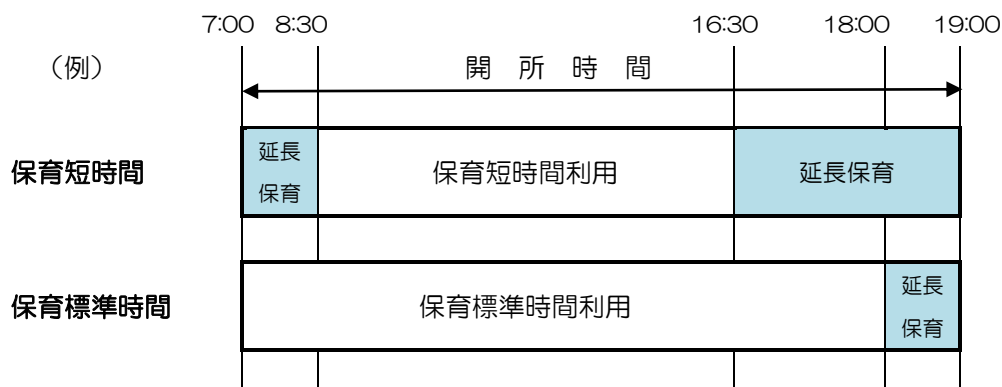 7:00 8:30 16:30 18:00 19:00
（例）
開所時間
保育短時間
延長
保育
保育短時間利用
延長保育
保育標準時間
保育標準時間利用
延長
保育